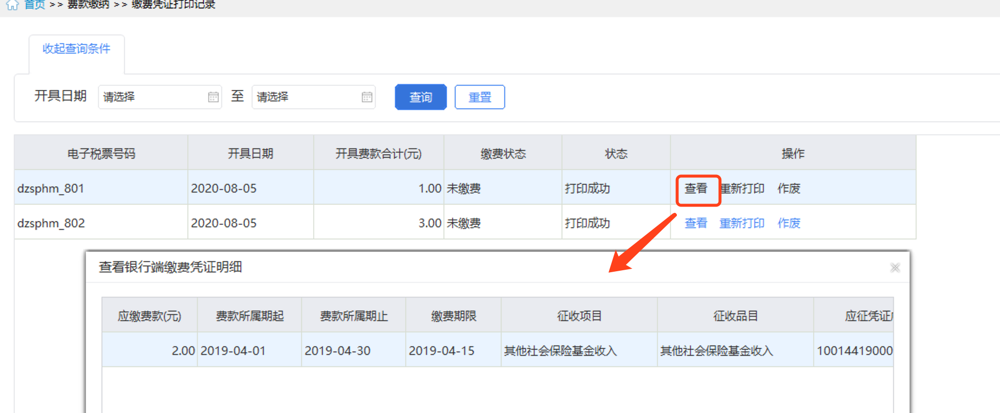 首页 >> 费款缴纳 >> 缴费凭证打印记录
收起查询条件
开具日期 请选择 至 请选择 查询 重置
电子税票号码 开具日期 开具费款合计(元) 缴费状态 状态 操作
dzsphm_801 2020-08-05 1.00 未缴费 打印成功 查看 重新打印 作废
dzsphm_802 2020-08-05 3.00 未缴费 打印成功 查看 重新打印 作废
查看银行端缴费凭证明细
应缴费款(元) 费款所属期起 费款所属期止 缴费期限 征收项目 征收品目 应征凭证
2.00 2019-04-01 2019-04-30 2019-04-15 其他社会保险基金收入 其他社会保险基金收入 10014419000